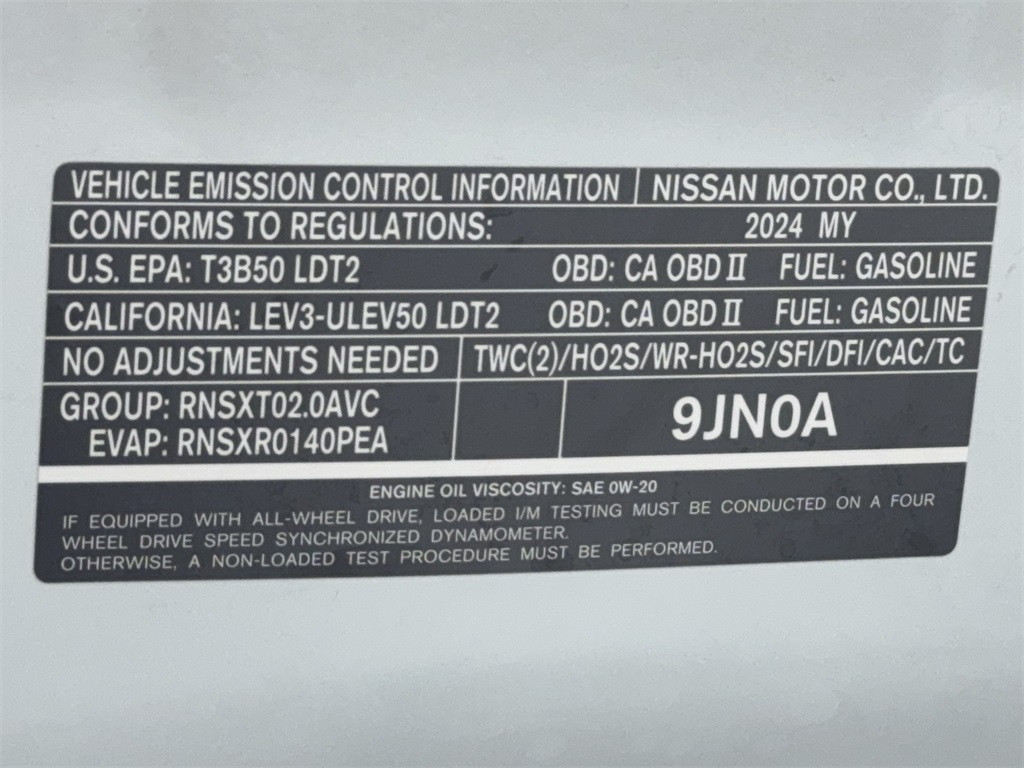 VEHICLE EMISSION CONTROL INFORMATION NISSAN MOTOR CO., LTD.
CONFORMS TO REGULATIONS: 2024 MY
U.S. EPA: T3B50 LDT2 OBD: CA OBD II FUEL: GASOLINE
CALIFORNIA: LEV3-ULEV50 LDT2 OBD: CA OBD II FUEL: GASOLINE
NO ADJUSTMENTS NEEDED TWC(2)/HO2S/WR-HO2S/SFI/DFI/CAC/TC
GROUP: RNSXT02.0AVC
EVAP: RNSXR0140PEA
9JN0A
ENGINE OIL VISCOSITY: SAE 0W-20
IF EQUIPPED WITH ALL-WHEEL DRIVE, LOADED I/M TESTING MUST BE CONDUCTED ON A FOUR
WHEEL DRIVE SPEED SYNCHRONIZED DYNAMOMETER.
OTHERWISE, A NON-LOADED TEST PROCEDURE MUST BE PERFORMED.